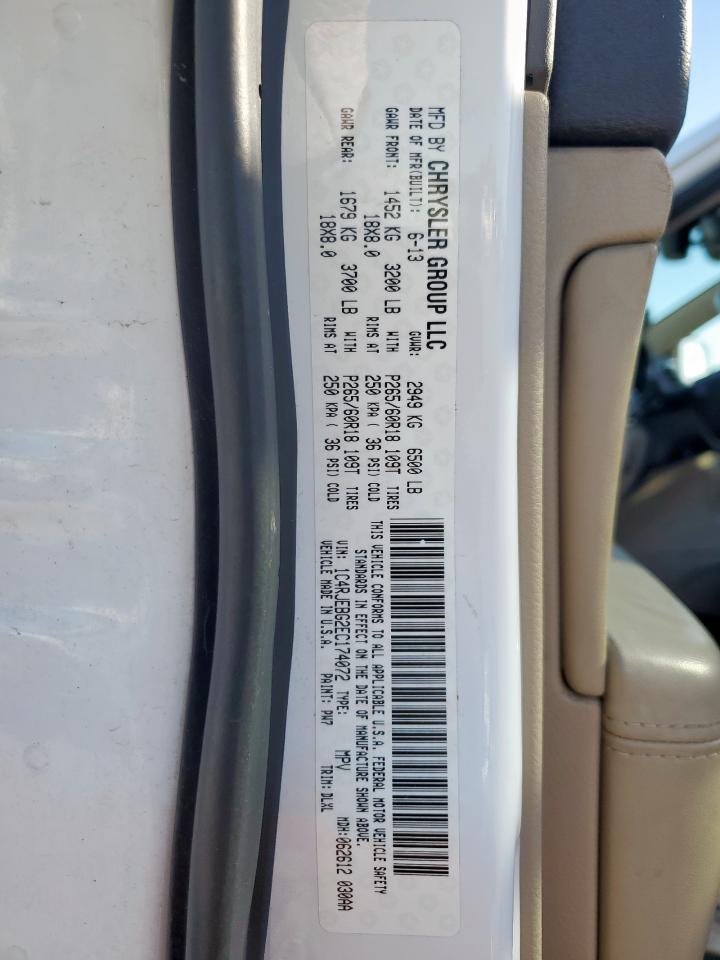 MFD BY CHRYSLER GROUP LLC
DATE OF MFR(BUILT): 6-13 GVWR: 2949 KG 6500 LB
GAWR FRONT: 1452 KG 3200 LB WITH P265/60R18 109T TIRES
18X8.0 RIMS AT 250 KPA ( 36 PSI) COLD
GAWR REAR: 1679 KG 3700 LB WITH P265/60R18 109T TIRES
18X8.0 RIMS AT 250 KPA ( 36 PSI) COLD
THIS VEHICLE CONFORMS TO ALL APPLICABLE U.S.A. FEDERAL MOTOR VEHICLE SAFETY
STANDARDS IN EFFECT ON THE DATE OF MANUFACTURE SHOWN ABOVE.
VIN: 1C4RJEBG2EC174072 TYPE: MPV MDH:062612 030AA
VEHICLE MADE IN U.S.A. PAINT: PW7 TRIM: DLXL